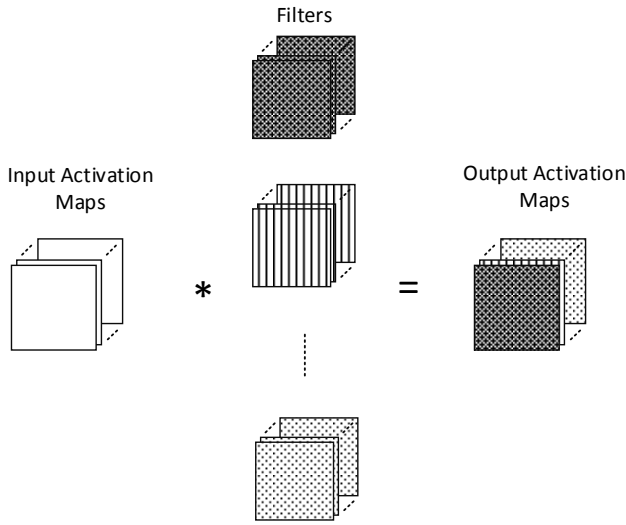 Filters
Input Activation
Maps
Output Activation
Maps
*
=